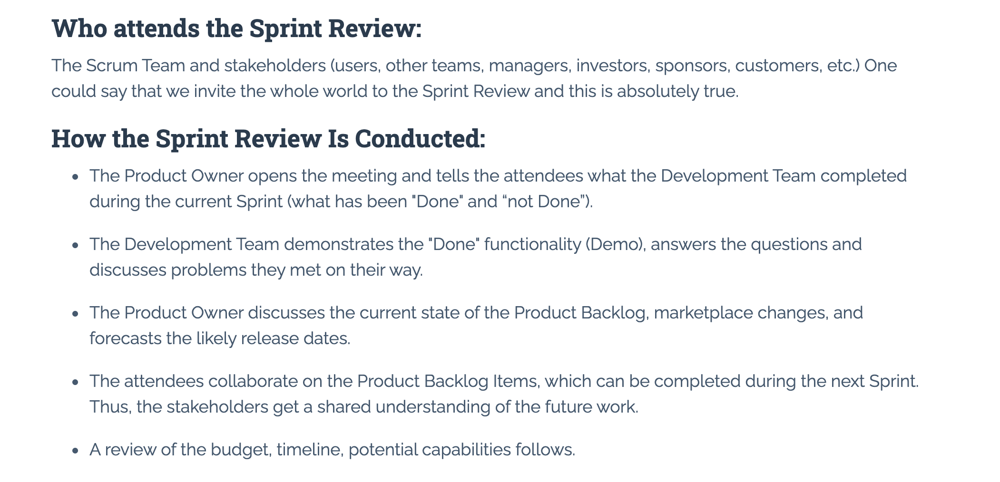 Who attends the Sprint Review:
The Scrum Team and stakeholders (users, other teams, managers, investors, sponsors, customers, etc.) One
could say that we invite the whole world to the Sprint Review and this is absolutely true.
How the Sprint Review Is Conducted:
• The Product Owner opens the meeting and tells the attendees what the Development Team completed
during the current Sprint (what has been "Done" and “not Done”).
• The Development Team demonstrates the "Done" functionality (Demo), answers the questions and
discusses problems they met on their way.
• The Product Owner discusses the current state of the Product Backlog, marketplace changes, and
forecasts the likely release dates.
• The attendees collaborate on the Product Backlog Items, which can be completed during the next Sprint.
Thus, the stakeholders get a shared understanding of the future work.
• A review of the budget, timeline, potential capabilities follows.